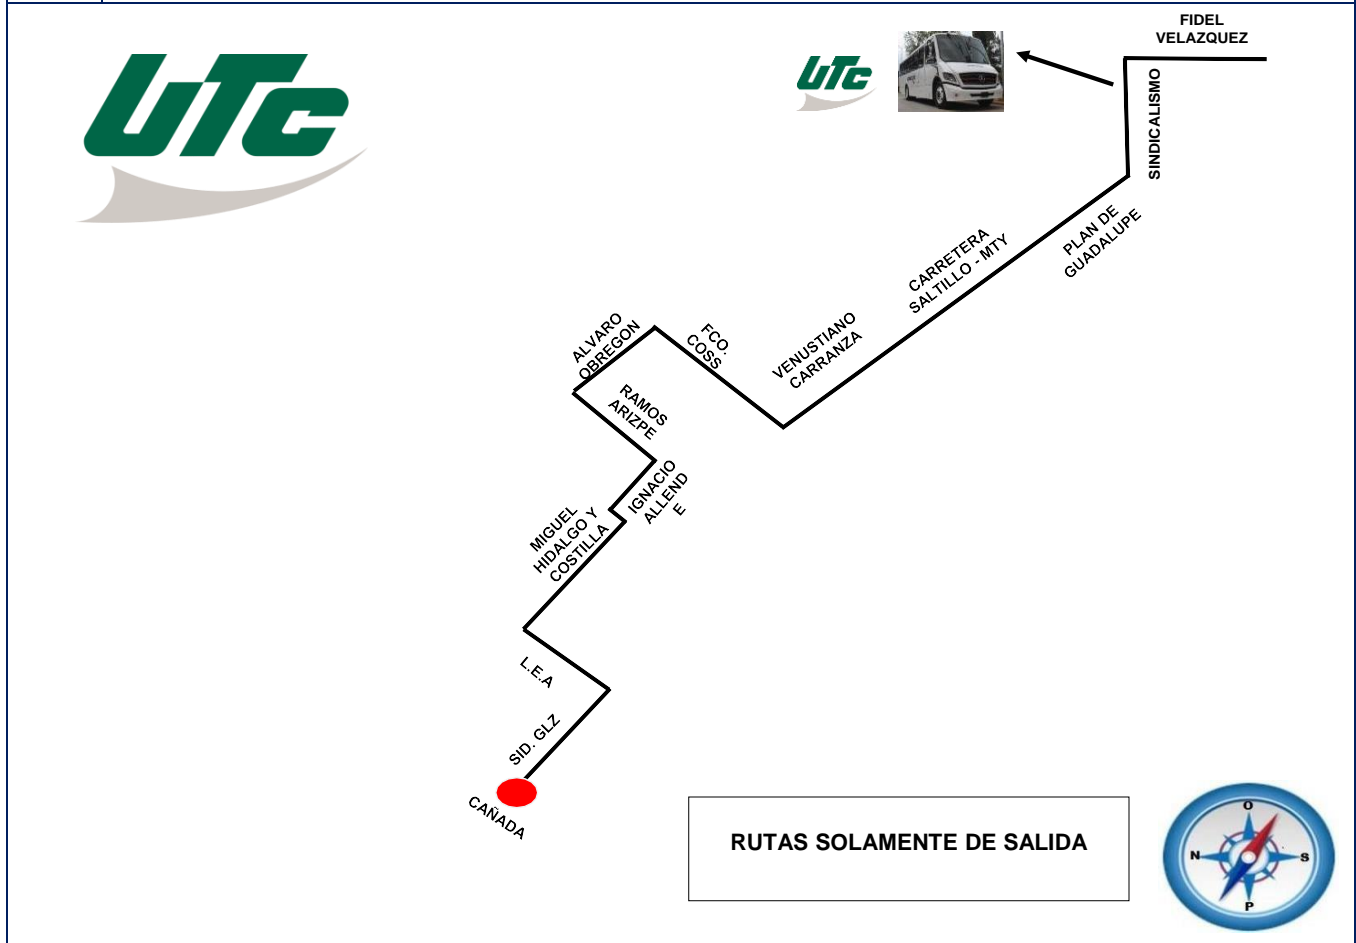 FIDEL
VELAZQUEZ
UTC
UTC
SINDICALISMO
PLAN DE
GUADALUPE
CARRETERA
SALTILLO - MTY
VENUSTIANO
CARRANZA
FCO.
COSS
ALVARO
OBREGON
RAMOS
ARIZPE
IGNACIO
ALLEND
E
MIGUEL
HIDALGO Y
COSTILLA
L.E.A
SID. GLZ
CAÑADA
RUTAS SOLAMENTE DE SALIDA
O
N
S
P